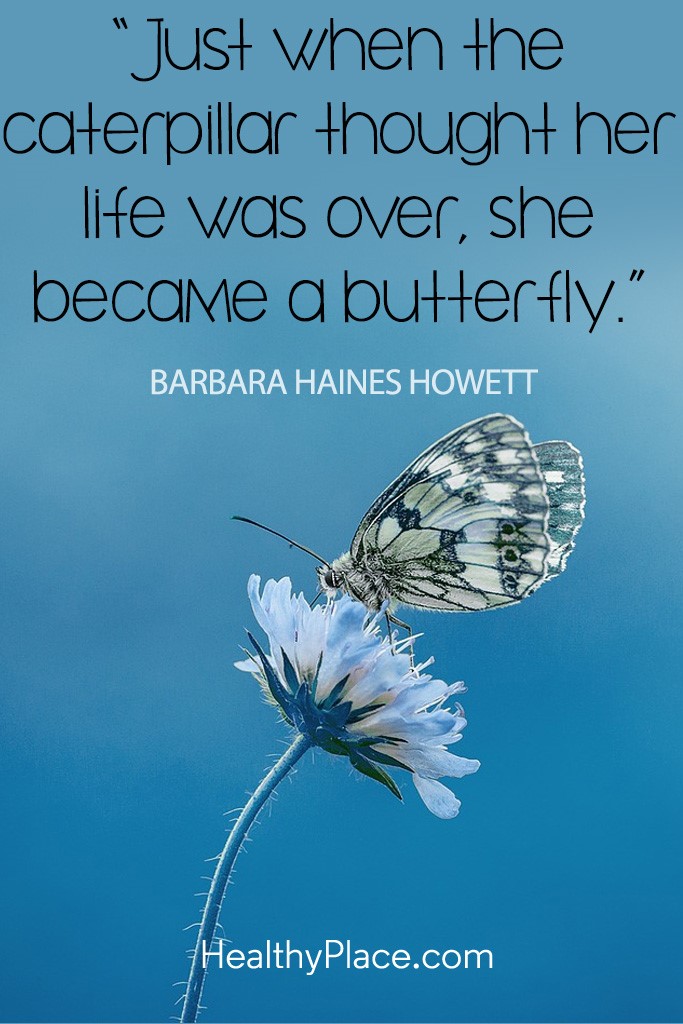 “Just when the
caterpillar thought her
life was over, she
became a butterfly.”
BARBARA HAINES HOWETT
HealthyPlace.com